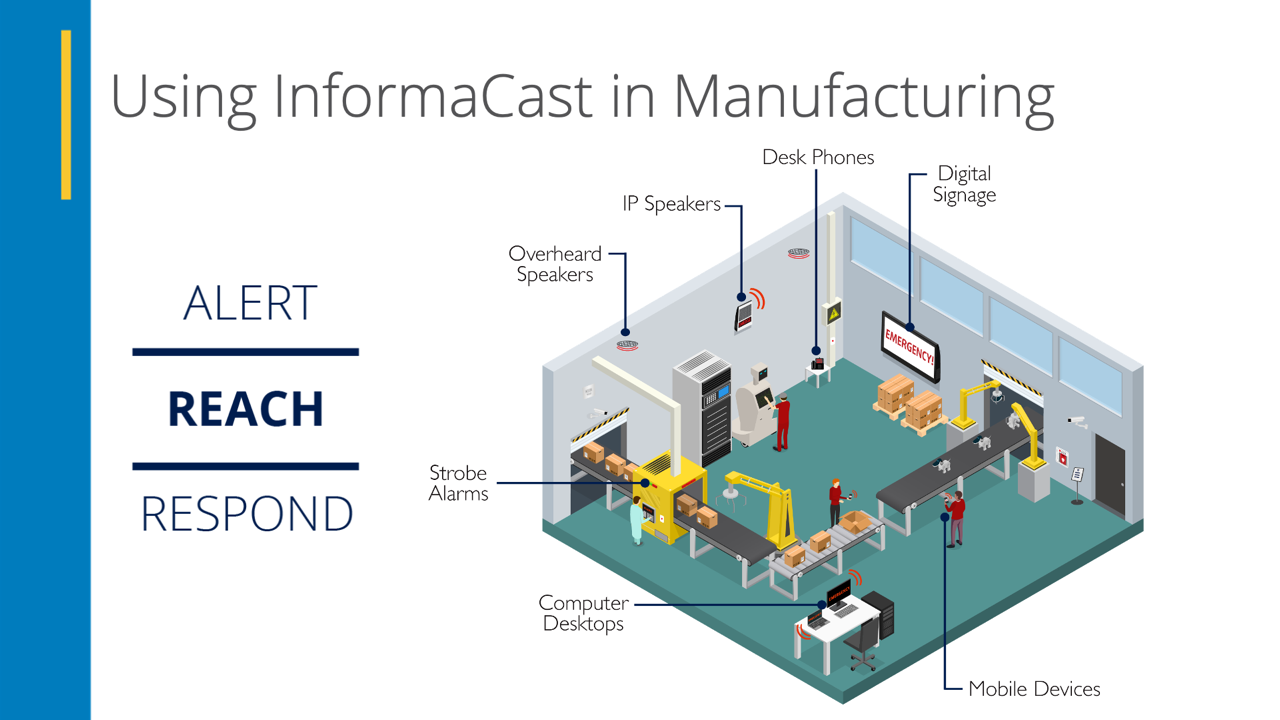 Using InformaCast in Manufacturing
Desk Phones
Digital
Signage
IP Speakers
Overheard
Speakers
ALERT
REACH
RESPOND
EMERGENCY!
Strobe
Alarms
Computer
Desktops
Mobile Devices